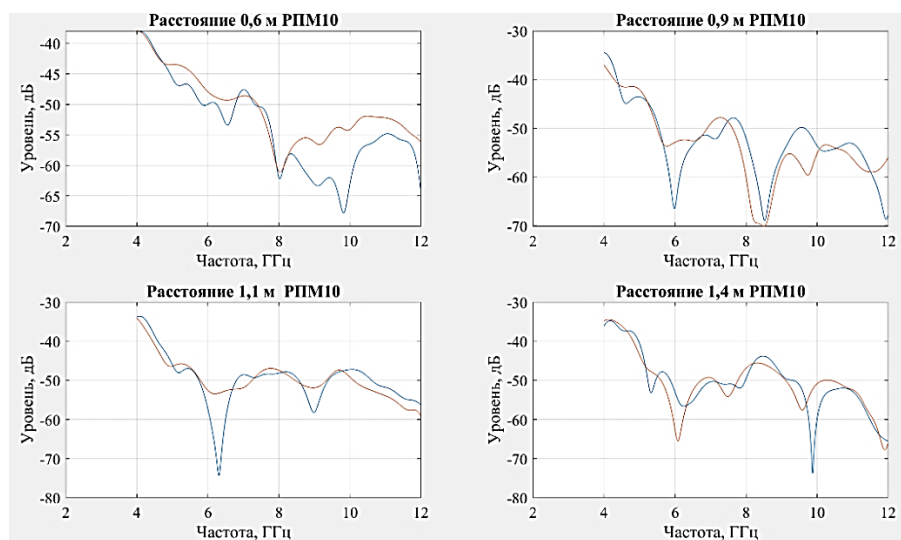 Расстояние 0,6 м РПМ10
-40
-45
-50
-55
-60
-65
-70
Уровень, дБ
2 4 6 8 10 12
Частота, ГГц
Расстояние 0,9 м РПМ10
-30
-40
-50
-60
-70
Уровень, дБ
2 4 6 8 10 12
Частота, ГГц
Расстояние 1,1 м РПМ10
-30
-40
-50
-60
-70
-80
Уровень, дБ
2 4 6 8 10 12
Частота, ГГц
Расстояние 1,4 м РПМ10
-30
-40
-50
-60
-70
-80
Уровень, дБ
2 4 6 8 10 12
Частота, ГГц